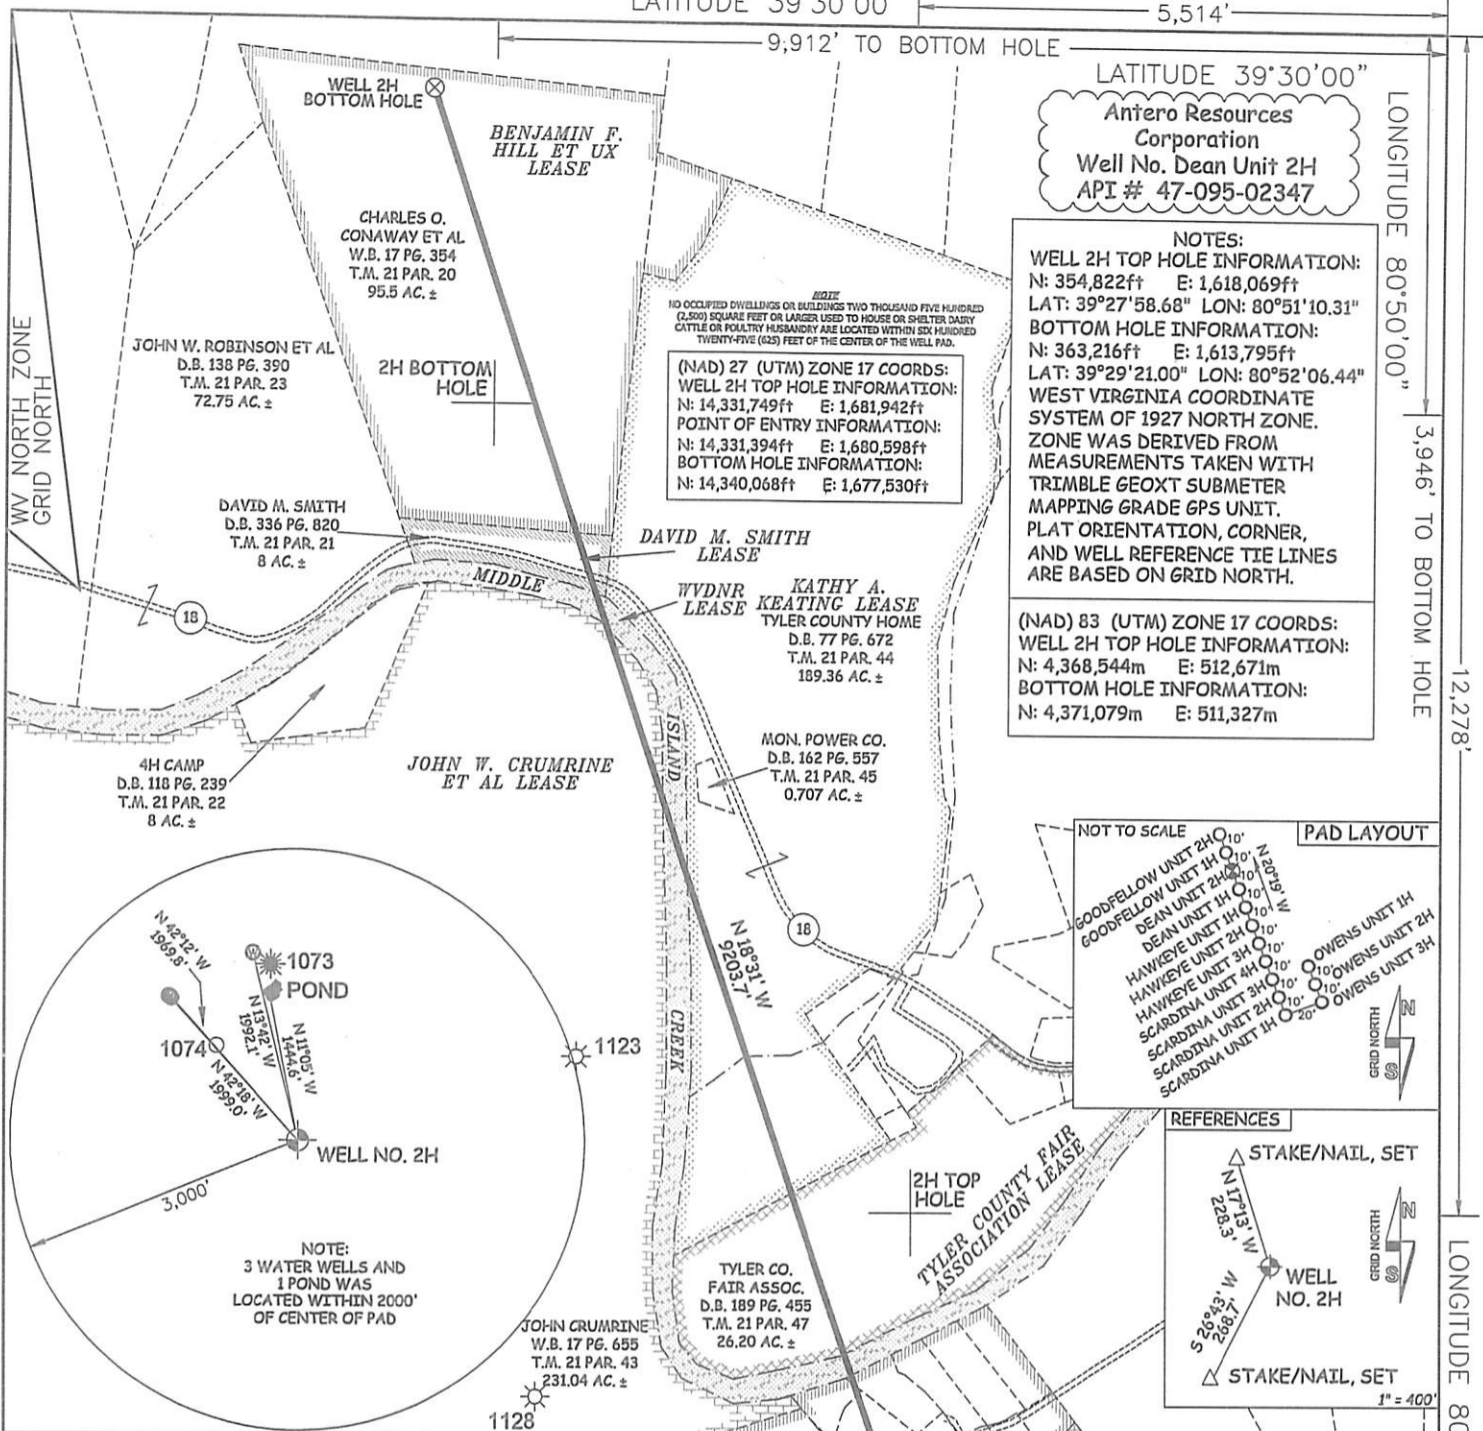 LATITUDE 39°30'00"
5,514'
9,912' TO BOTTOM HOLE
LATITUDE 39°30'00"
LONGITUDE 80°50'00"
Antero Resources
Corporation
Well No. Dean Unit 2H
API # 47-095-02347
NOTES:
WELL 2H TOP HOLE INFORMATION:
N: 354,822ft E: 1,618,069ft
LAT: 39°27'58.68" LON: 80°51'10.31"
BOTTOM HOLE INFORMATION:
N: 363,216ft E: 1,613,795ft
LAT: 39°29'21.00" LON: 80°52'06.44"
WEST VIRGINIA COORDINATE
SYSTEM OF 1927 NORTH ZONE.
ZONE WAS DERIVED FROM
MEASUREMENTS TAKEN WITH
TRIMBLE GEOXT SUBMETER
MAPPING GRADE GPS UNIT.
PLAT ORIENTATION, CORNER,
AND WELL REFERENCE TIE LINES
ARE BASED ON GRID NORTH.
(NAD) 83 (UTM) ZONE 17 COORDS:
WELL 2H TOP HOLE INFORMATION:
N: 4,368,544m E: 512,671m
BOTTOM HOLE INFORMATION:
N: 4,371,079m E: 511,327m
3,946' TO BOTTOM HOLE
12,278'
WELL 2H
BOTTOM HOLE
BENJAMIN F.
HILL ET UX
LEASE
CHARLES O.
CONAWAY ET AL
W.B. 17 PG. 354
T.M. 21 PAR. 20
95.5 AC. ±
NOTE
NO OCCUPIED DWELLINGS OR BUILDINGS TWO THOUSAND FIVE HUNDRED
(2,500) SQUARE FEET OR LARGER USED TO HOUSE OR SHELTER DAIRY
CATTLE OR POULTRY HUSBANDRY ARE LOCATED WITHIN SIX HUNDRED
TWENTY-FIVE (625) FEET OF THE CENTER OF THE WELL PAD.
(NAD) 27 (UTM) ZONE 17 COORDS:
WELL 2H TOP HOLE INFORMATION:
N: 14,331,749ft E: 1,681,942ft
POINT OF ENTRY INFORMATION:
N: 14,331,394ft E: 1,680,598ft
BOTTOM HOLE INFORMATION:
N: 14,340,068ft E: 1,677,530ft
WV NORTH ZONE
GRID NORTH
JOHN W. ROBINSON ET AL
D.B. 138 PG. 390
T.M. 21 PAR. 23
72.75 AC. ±
2H BOTTOM
HOLE
DAVID M. SMITH
D.B. 336 PG. 820
T.M. 21 PAR. 21
8 AC. ±
DAVID M. SMITH
LEASE
MIDDLE
WVDNR
LEASE
KATHY A.
KEATING LEASE
TYLER COUNTY HOME
D.B. 77 PG. 672
T.M. 21 PAR. 44
189.36 AC. ±
18
ISLAND
MON. POWER CO.
D.B. 162 PG. 557
T.M. 21 PAR. 45
0.707 AC. ±
4H CAMP
D.B. 118 PG. 239
T.M. 21 PAR. 22
8 AC. ±
JOHN W. CRUMRINE
ET AL LEASE
18
N 18°31' W
9203.7'
CREEK
NOT TO SCALE
PAD LAYOUT
GOODFELLOW UNIT 2H
GOODFELLOW UNIT 1H
DEAN UNIT 2H
DEAN UNIT 1H
HAWKEYE UNIT 1H
HAWKEYE UNIT 2H
HAWKEYE UNIT 3H
SCARDINA UNIT 4H
SCARDINA UNIT 3H
SCARDINA UNIT 2H
SCARDINA UNIT 1H
10'
10'
10'
10'
10'
10'
10'
10'
10'
10'
N 20°19' W
OWENS UNIT 1H
OWENS UNIT 2H
OWENS UNIT 3H
10'
10'
20'
GRID NORTH
N
S
N 42°12' W
1969.8'
1073
POND
N 13°42' W
1992.1'
N 11°05' W
1444.6'
1074
N 42°18' W
1999.0'
1123
WELL NO. 2H
3,000'
NOTE:
3 WATER WELLS AND
1 POND WAS
LOCATED WITHIN 2000'
OF CENTER OF PAD
JOHN CRUMRINE
W.B. 17 PG. 655
T.M. 21 PAR. 43
231.04 AC. ±
1128
2H TOP
HOLE
TYLER COUNTY FAIR
ASSOCIATION LEASE
TYLER CO.
FAIR ASSOC.
D.B. 189 PG. 455
T.M. 21 PAR. 47
26.20 AC. ±
REFERENCES
STAKE/NAIL, SET
N 17°13' W
228.3'
WELL
NO. 2H
S 26°43' W
268.7'
STAKE/NAIL, SET
GRID NORTH
N
S
1" = 400'
LONGITUDE 80